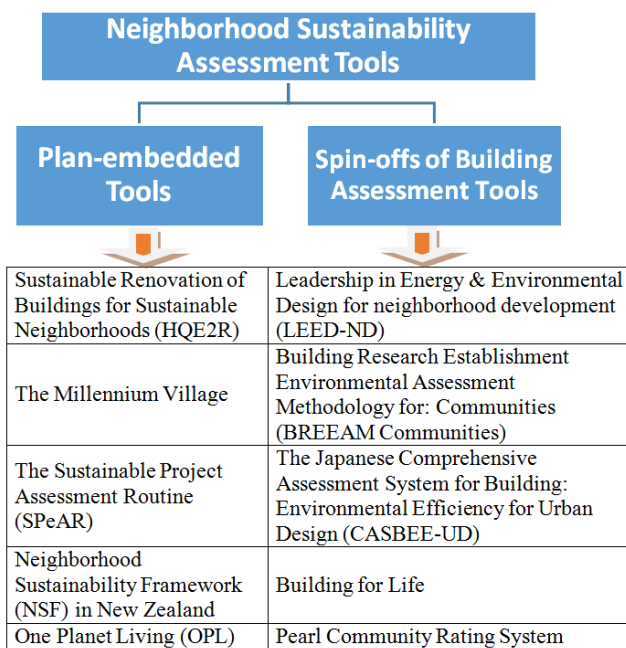 Neighborhood Sustainability
Assessment Tools
Plan-embedded
Tools
Spin-offs of Building
Assessment Tools
Sustainable Renovation of
Buildings for Sustainable
Neighborhoods (HQE2R)
Leadership in Energy & Environmental
Design for neighborhood development
(LEED-ND)
The Millennium Village
Building Research Establishment
Environmental Assessment
Methodology for: Communities
(BREEAM Communities)
The Sustainable Project
Assessment Routine
(SPeAR)
The Japanese Comprehensive
Assessment System for Building:
Environmental Efficiency for Urban
Design (CASBEE-UD)
Neighborhood
Sustainability Framework
(NSF) in New Zealand
Building for Life
One Planet Living (OPL)
Pearl Community Rating System